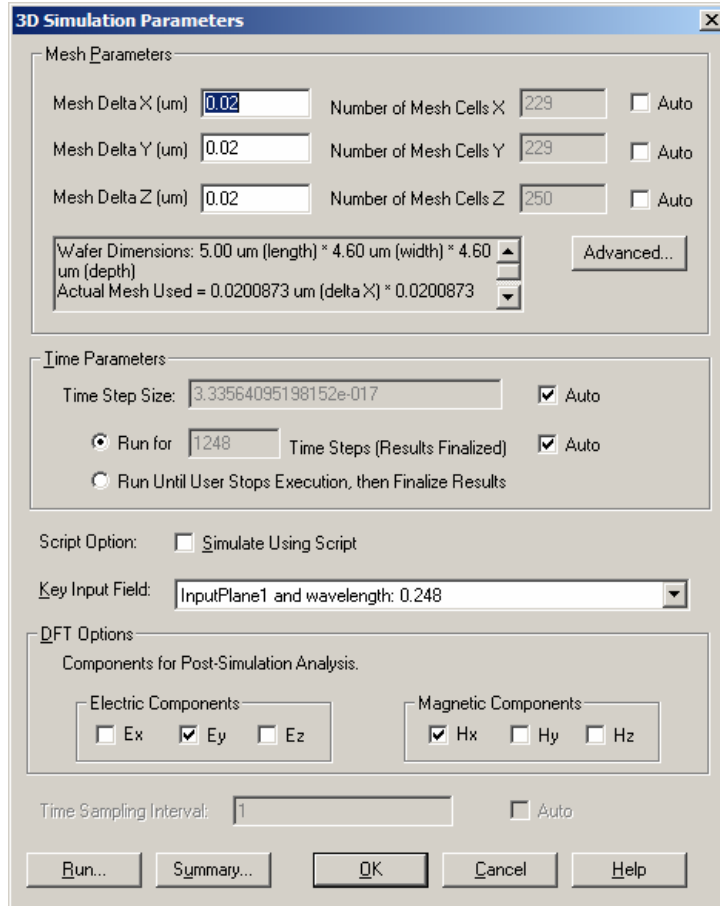 3D Simulation Parameters
Mesh Parameters
Mesh Delta X (um) 0.02 Number of Mesh Cells X 229 Auto
Mesh Delta Y (um) 0.02 Number of Mesh Cells Y 229 Auto
Mesh Delta Z (um) 0.02 Number of Mesh Cells Z 250 Auto
Wafer Dimensions: 5.00 um (length) * 4.60 um (width) * 4.60
um (depth)
Actual Mesh Used = 0.0200873 um (delta X) * 0.0200873
Advanced...
Time Parameters
Time Step Size: 3.33564095198152e-017 Auto
Run for 1248 Time Steps (Results Finalized) Auto
Run Until User Stops Execution, then Finalize Results
Script Option: Simulate Using Script
Key Input Field: InputPlane1 and wavelength: 0.248
DFT Options
Components for Post-Simulation Analysis.
Electric Components Magnetic Components
Ex Ey Ez Hx Hy Hz
Time Sampling Interval: 1 Auto
Run... Summary... OK Cancel Help